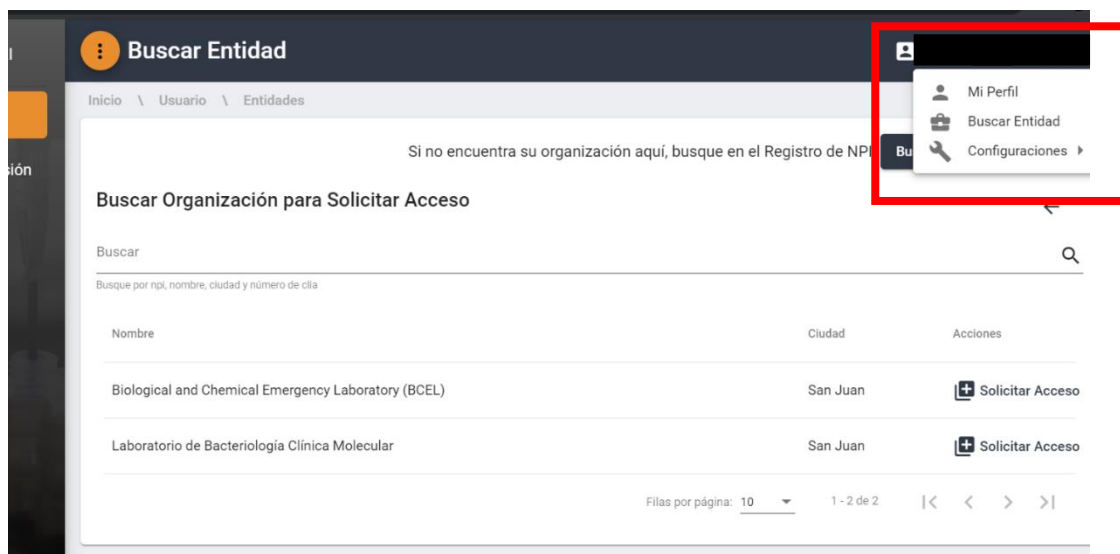 Buscar Entidad
Inicio \ Usuario \ Entidades
Mi Perfil
Buscar Entidad
Configuraciones
Si no encuentra su organización aquí, busque en el Registro de
Buscar Organización para Solicitar Acceso
Buscar
Busque por npi, nombre, ciudad y número de clia
Nombre Ciudad Acciones
Biological and Chemical Emergency Laboratory (BCEL) San Juan Solicitar Acceso
Laboratorio de Bacteriología Clínica Molecular San Juan Solicitar Acceso
Filas por página: 10 1 - 2 de 2